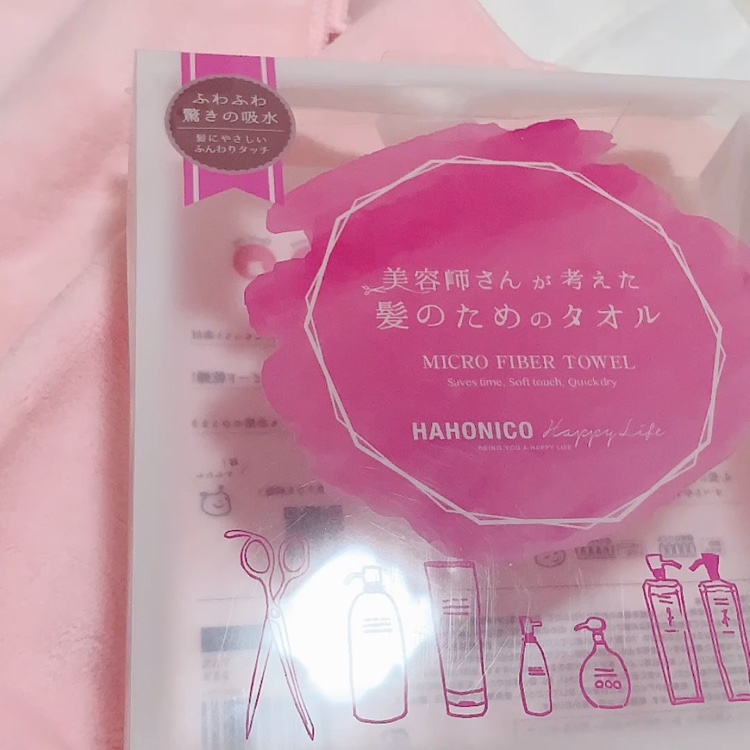 ふわふわ
驚きの吸水
髪にやさしい
ふんわりタッチ
美容師さんが考えた
髪のためのタオル
MICRO FIBER TOWEL
Saves time, Soft touch, Quick dry
HAHONICO Happy Life
BRING YOU A HAPPY LIFE